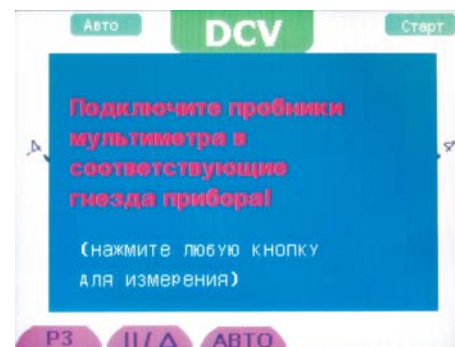 Авто DCV Старт
Подключите пробники
мультиметра в
соответствующие
гнезда прибора!
(нажмите любую кнопку
для измерения)
РЗ II/Δ АВТО